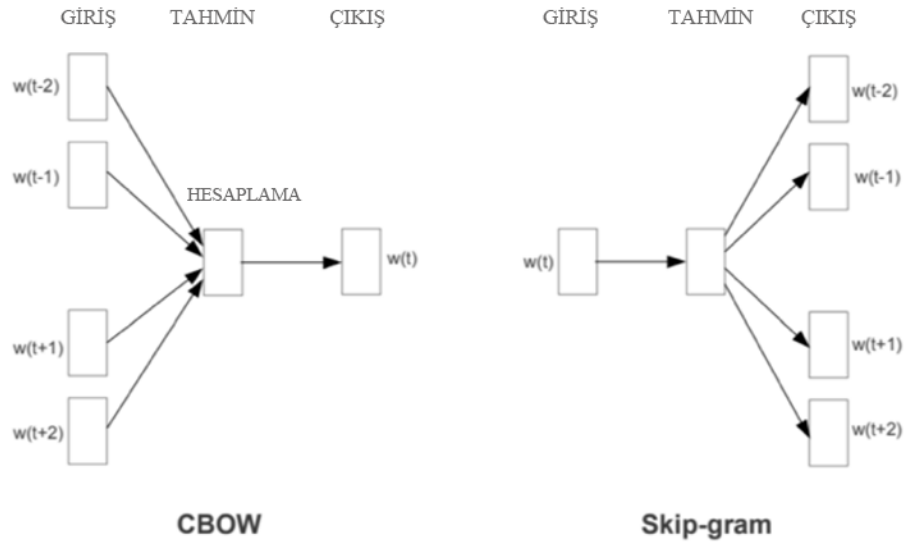 GİRİŞ TAHMİN ÇIKIŞ
w(t-2)
w(t-1)
HESAPLAMA
w(t)
w(t+1)
w(t+2)
CBOW
GİRİŞ TAHMİN ÇIKIŞ
w(t-2)
w(t-1)
w(t)
w(t+1)
w(t+2)
Skip-gram